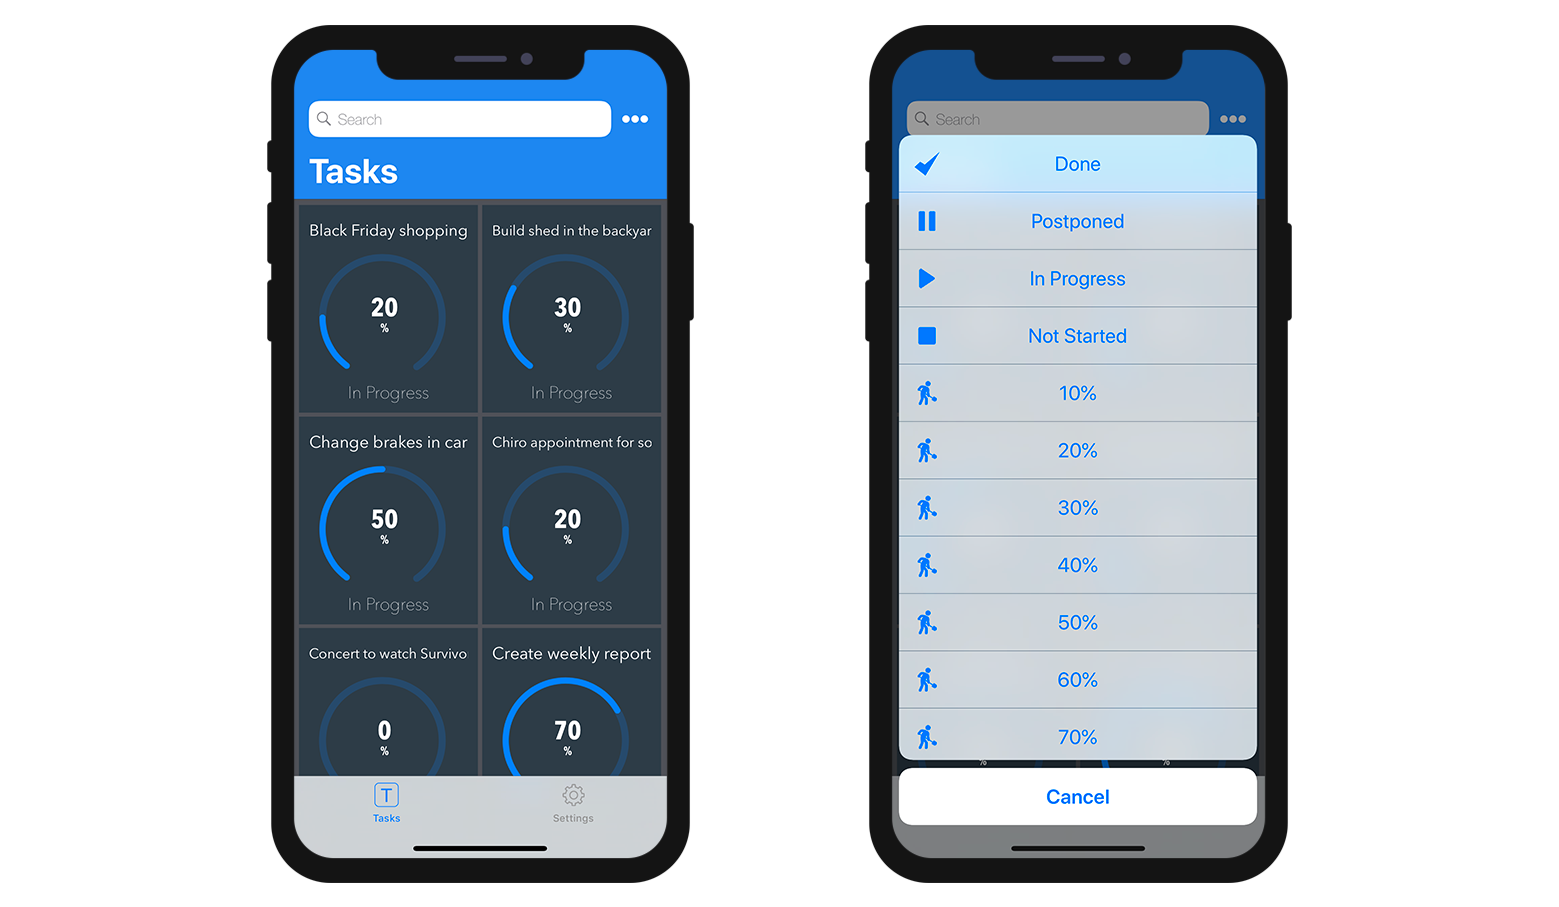 Search
Tasks
Black Friday shopping
20
%
In Progress
Build shed in the backyar
30
%
In Progress
Change brakes in car
50
%
In Progress
Chiro appointment for so
20
%
In Progress
Concert to watch Survivo
0
%
Create weekly report
70
%
T
Tasks
Settings
Search
Done
Postponed
In Progress
Not Started
10%
20%
30%
40%
50%
60%
70%
%
%
Cancel